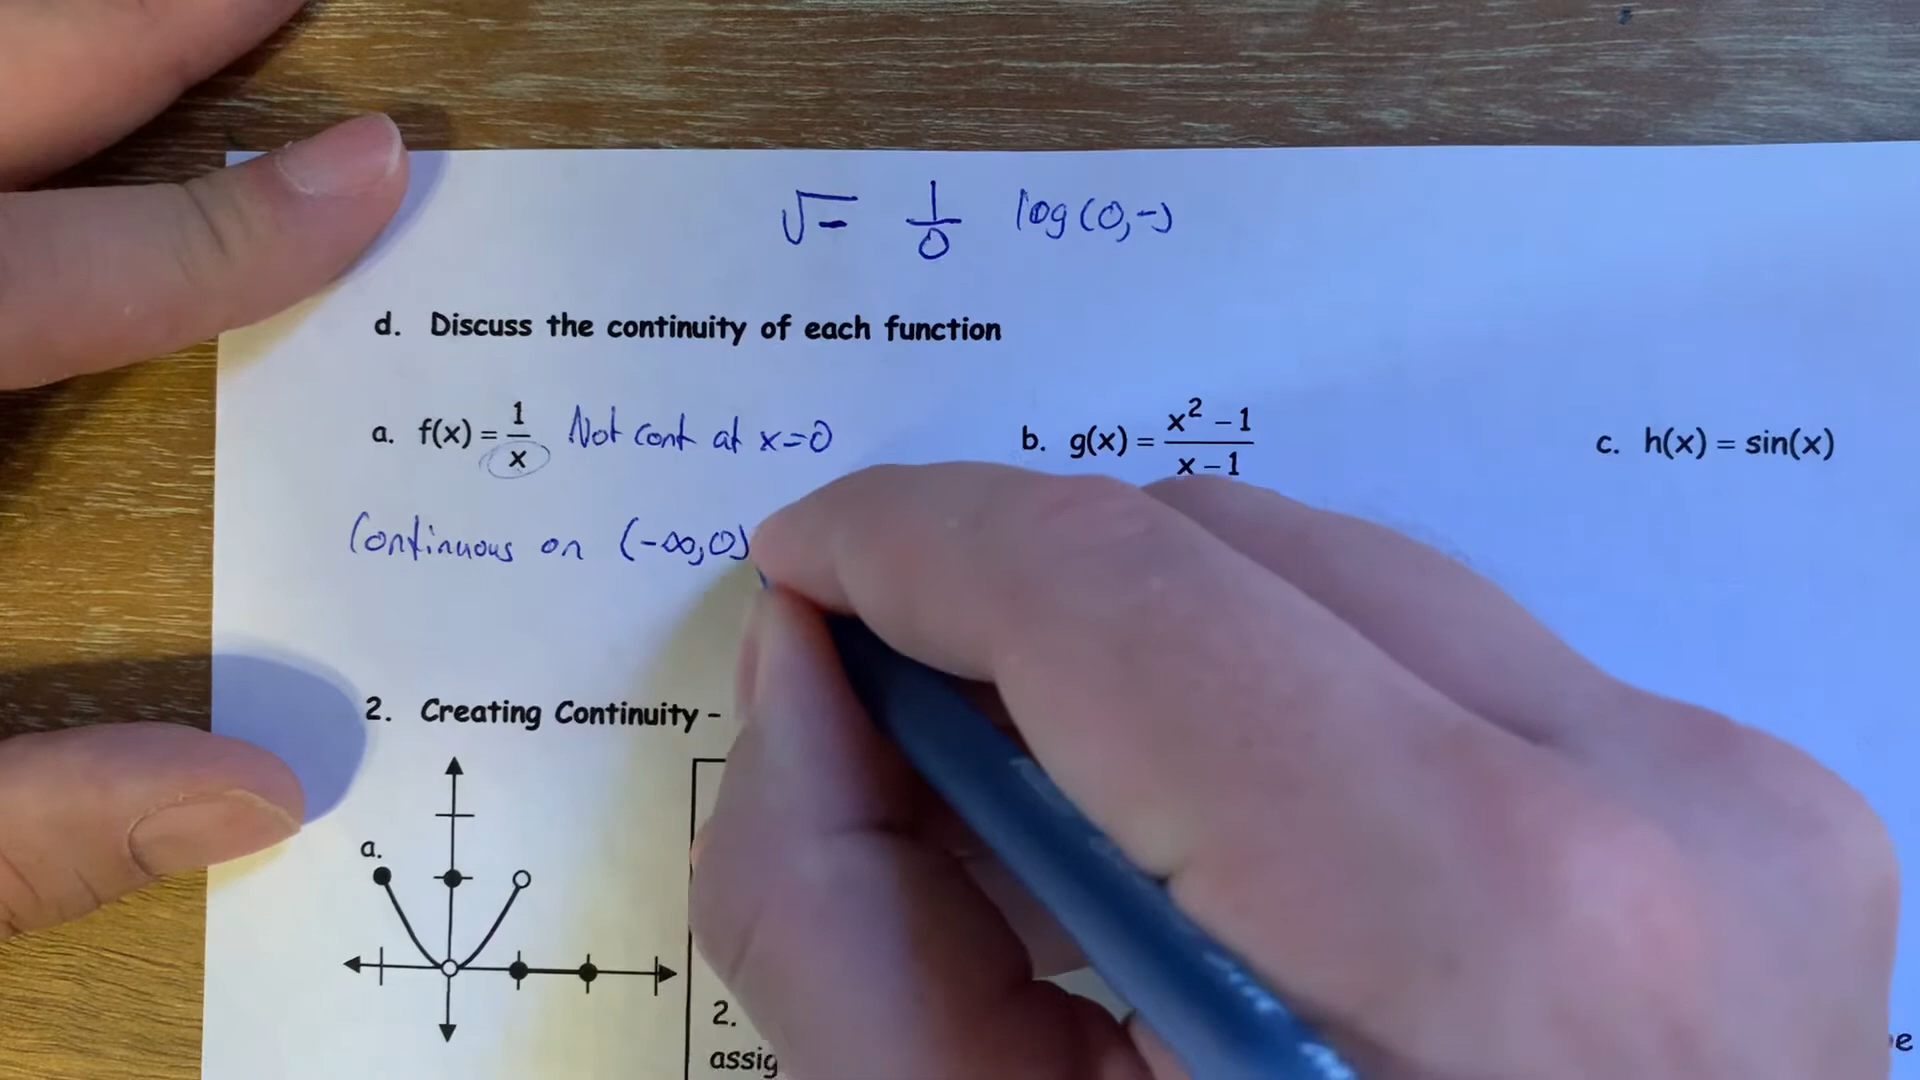 √- 1/0 log(0,-)
d. Discuss the continuity of each function
a. f(x) = 1/x Not cont at x=0 b. g(x) = (x² - 1)/(x - 1) c. h(x) = sin(x)
Continuous on (-∞,0)
2. Creating Continuity -
a.
2.
assig